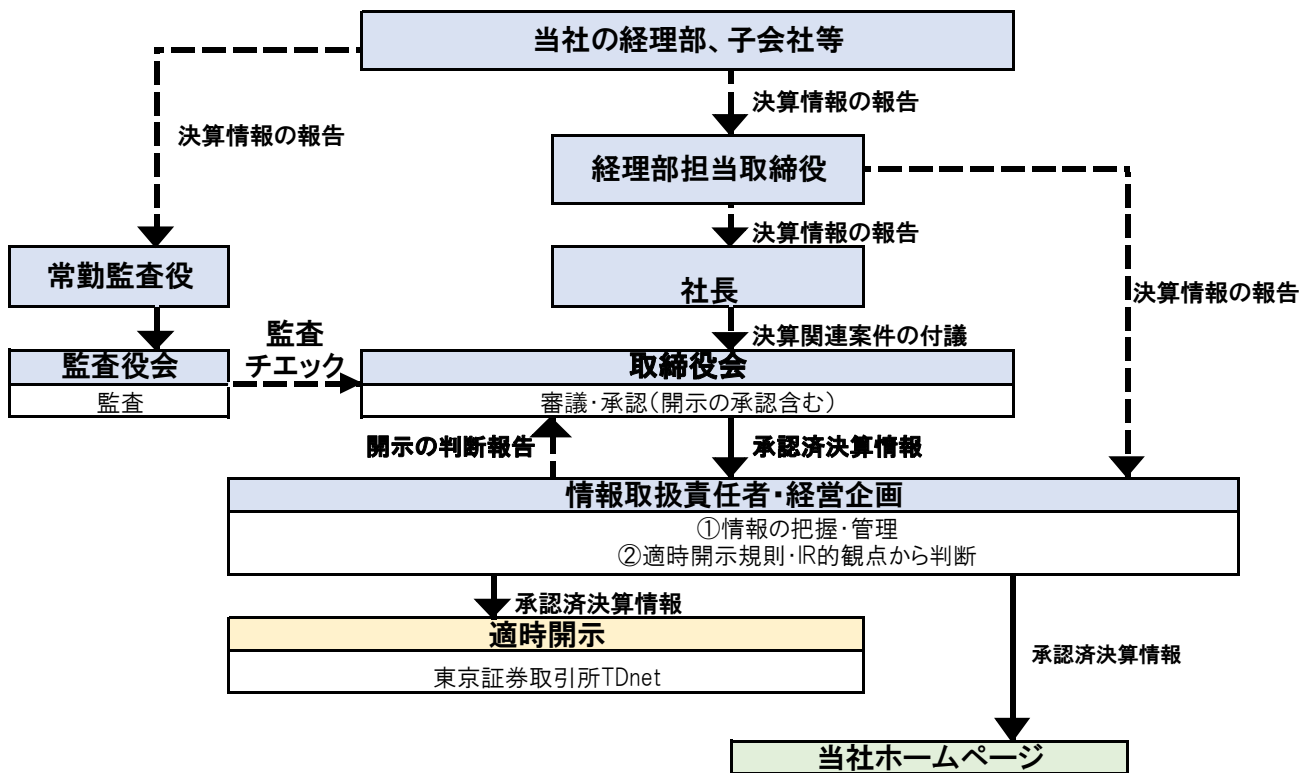 当社の経理部、子会社等
決算情報の報告
決算情報の報告
経理部担当取締役
決算情報の報告
常勤監査役
社長
決算情報の報告
監査
チエック
決算関連案件の付議
監査役会
取締役会
監査
審議・承認(開示の承認含む)
開示の判断報告
承認済決算情報
情報取扱責任者・経営企画
①情報の把握・管理
②適時開示規則・IR的観点から判断
承認済決算情報
適時開示
東京証券取引所TDnet
承認済決算情報
当社ホームページ